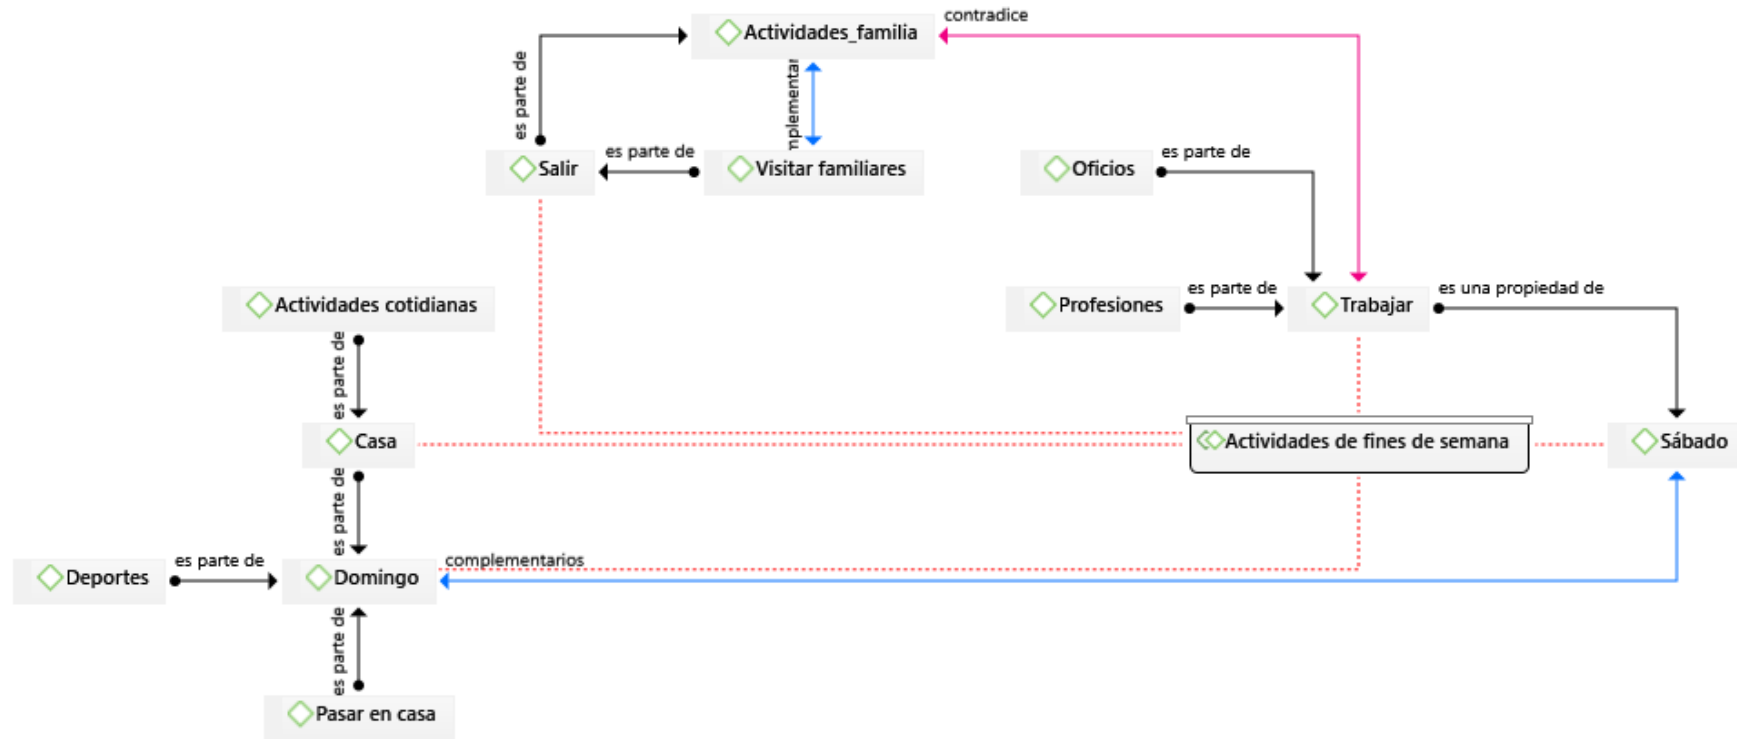 contradice
Actividades_familia
es parte de
Salir
es parte de
Visitar familiares
es parte de
Oficios
Actividades cotidianas
Profesiones
es parte de
Trabajar
es una propiedad de
es parte de
Casa
Actividades de fines de semana
Sábado
es parte de
Deportes
es parte de
Domingo
complementarios
es parte de
Pasar en casa